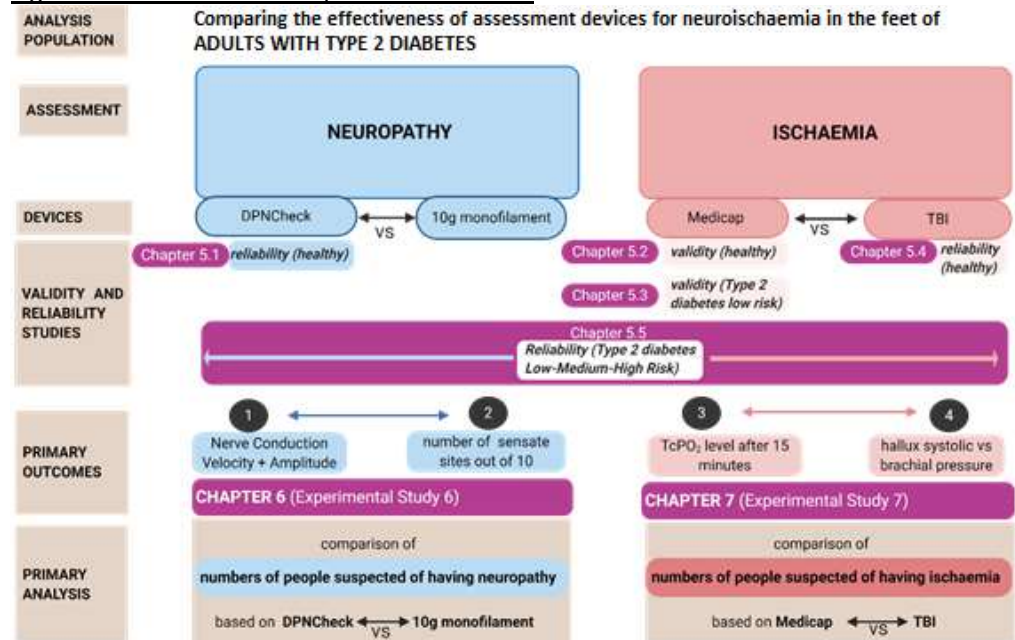 ANALYSIS
POPULATION
Comparing the effectiveness of assessment devices for neuroischaemia in the feet of
ADULTS WITH TYPE 2 DIABETES
ASSESSMENT
NEUROPATHY
ISCHAEMIA
DEVICES
DPNCheck
VS
10g monofilament
Medicap
VS
TBI
VALIDITY AND
RELIABILITY
STUDIES
Chapter 5.1
reliability (healthy)
Chapter 5.2
validity (healthy)
Chapter 5.3
validity (Type 2
diabetes low risk)
Chapter 5.4
reliability
(healthy)
Chapter 5.5
Reliability (Type 2 diabetes
Low-Medium-High Risk)
PRIMARY
OUTCOMES
1
Nerve Conduction
Velocity + Amplitude
2
number of sensate
sites out of 10
3
TcPO₂ level after 15
minutes
4
hallux systolic vs
brachial pressure
CHAPTER 6 (Experimental Study 6)
CHAPTER 7 (Experimental Study 7)
PRIMARY
ANALYSIS
comparison of
numbers of people suspected of having neuropathy
based on DPNCheck VS 10g monofilament
comparison of
numbers of people suspected of having ischaemia
based on Medicap VS TBI